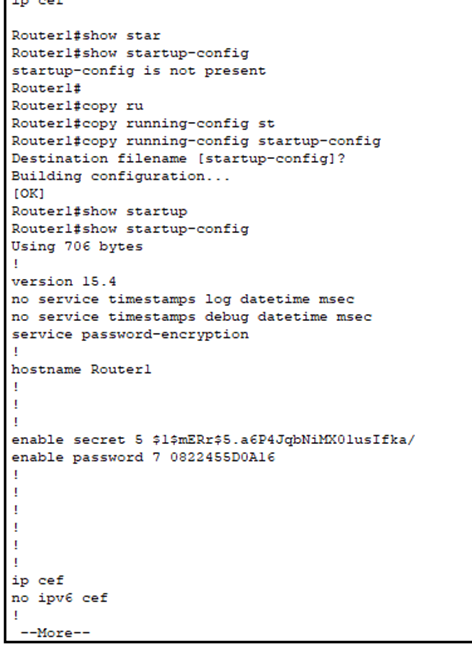 ip cef
Router1#show star
Router1#show startup-config
startup-config is not present
Router1#
Router1#copy ru
Router1#copy running-config st
Router1#copy running-config startup-config
Destination filename [startup-config]?
Building configuration...
[OK]
Router1#show startup
Router1#show startup-config
Using 706 bytes
!
version 15.4
no service timestamps log datetime msec
no service timestamps debug datetime msec
service password-encryption
!
hostname Router1
!
!
!
enable secret 5 $1$mERr$5.a6P4JqbNiMX01usIfka/
enable password 7 0822455D0A16
!
!
!
!
!
!
ip cef
no ipv6 cef
!
--More--